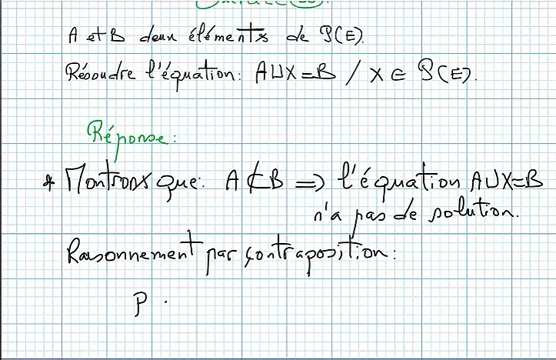 A et B deux éléments de P(E).
Résoudre l'équation: A∪X=B / X ∈ P(E).
Réponse:
* Montrons que: A ⊄ B ⟹ l'équation A∪X=B
n'a pas de solution.
Raisonnement par contraposition:
P